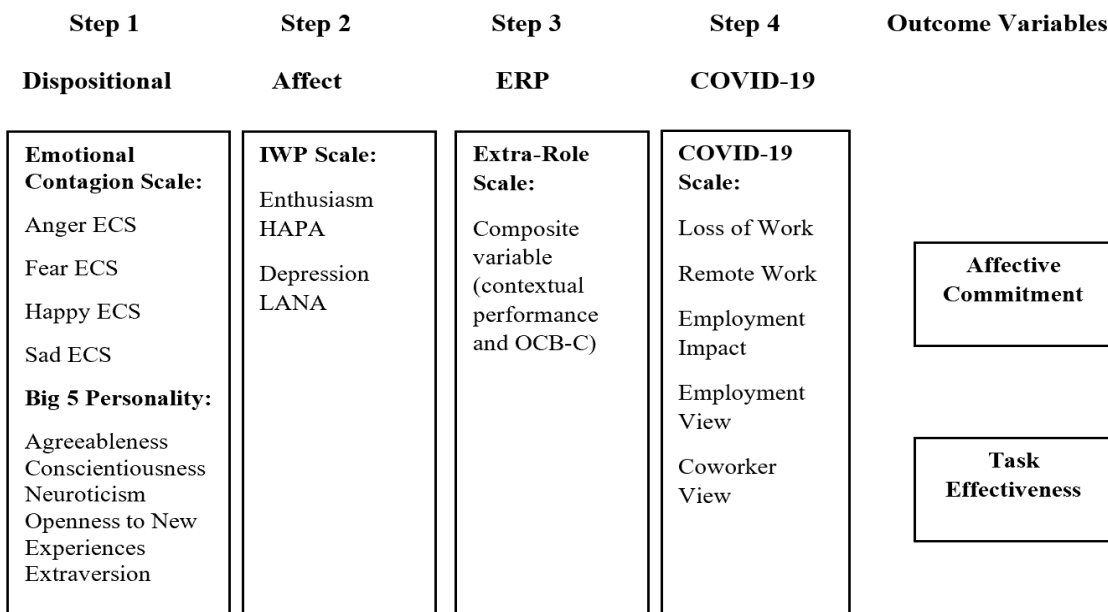 Step 1
Step 2
Step 3
Step 4
Outcome Variables
Dispositional
Affect
ERP
COVID-19
Emotional
Contagion Scale:
Anger ECS
Fear ECS
Happy ECS
Sad ECS
Big 5 Personality:
Agreeableness
Conscientiousness
Neuroticism
Openness to New
Experiences
Extraversion
IWP Scale:
Enthusiasm
HAPA
Depression
LANA
Extra-Role
Scale:
Composite
variable
(contextual
performance
and OCB-C)
COVID-19
Scale:
Loss of Work
Remote Work
Employment
Impact
Employment
View
Coworker
View
Affective
Commitment
Task
Effectiveness